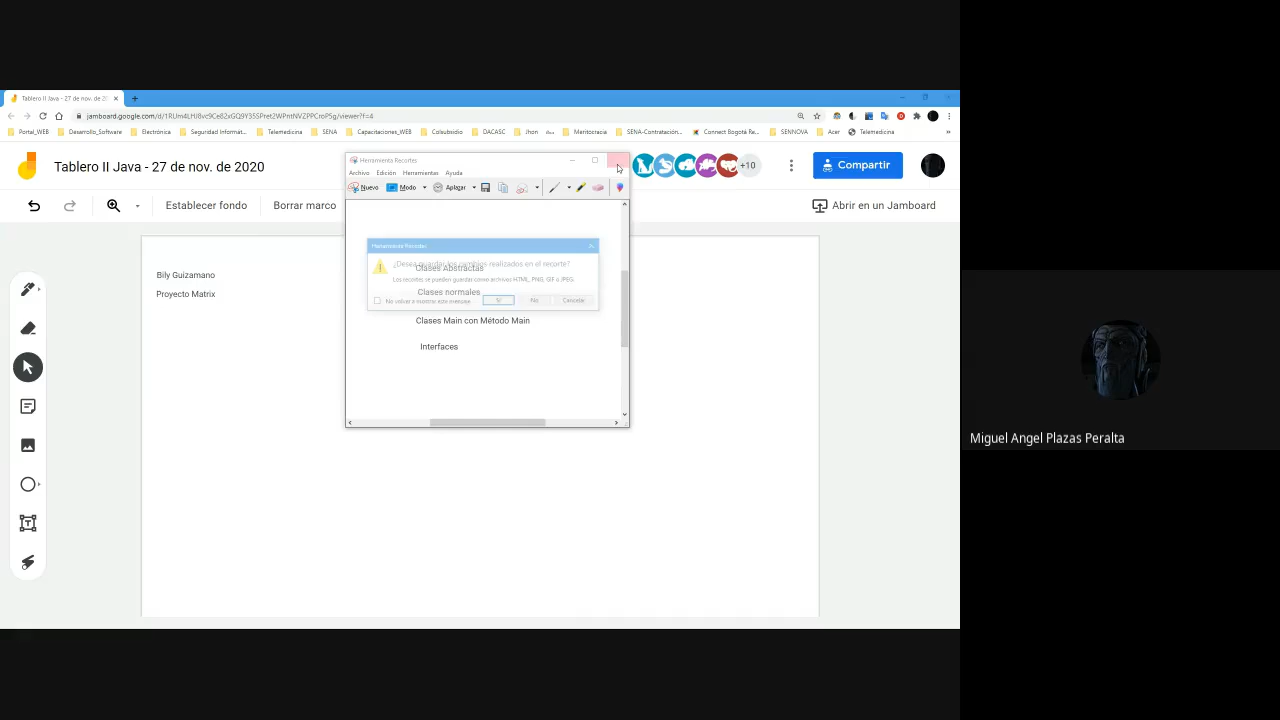 Tablero II Java - 27 de nov. de 20
jamboard.google.com/d/1RUm4LHJ8vc9Ce82xGQ9Y35SPret2WPntNVZPPCroPSg/viewer?f=4
Portal_WEB Desarrollo_Software Electrónica Seguridad Informát... Telemedicina SENA Capacitaciones_WEB Colsubsidio DACASC Jhon Meritocracia SENA-Contratación... Connect Bogotá Re... SENNOVA Acer Telemedicina »
Tablero II Java - 27 de nov. de 2020
+10
Compartir
Establecer fondo
Borrar marco
Abrir en un Jamboard
Herramienta Recortes
Archivo Edición Herramientas Ayuda
Nuevo Modo Aplazar
Herramienta Recortes
¿Desea guardar los cambios realizados en el recorte?
Clases Abstractas
Los recortes se pueden guardar como archivos HTML, PNG, GIF o JPEG.
Clases normales
No volver a mostrar este mensaje Sí No Cancelar
Clases Main con Método Main
Interfaces
Bily Guizamano
Proyecto Matrix
Miguel Angel Plazas Peralta